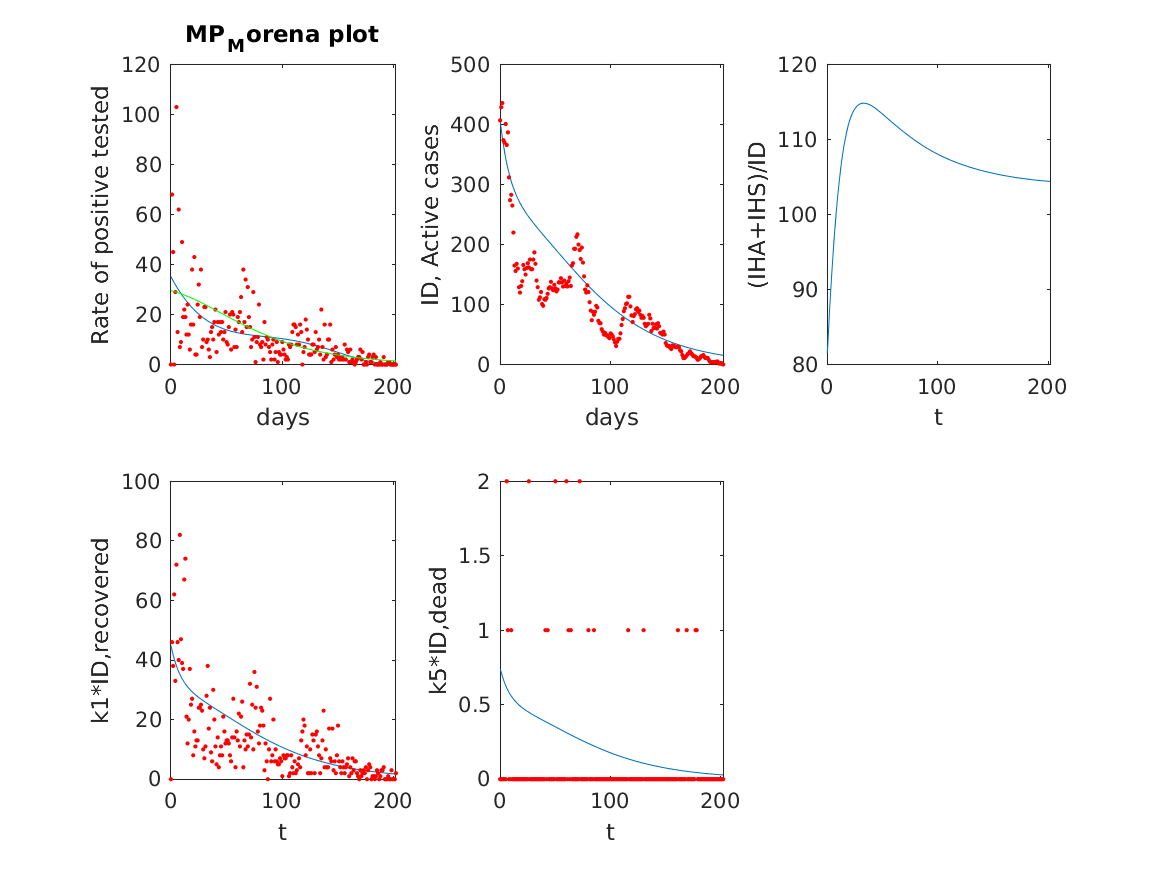 MP_Morena plot
120
100
80
60
40
20
0
0 100 200
Rate of positive tested
days
500
400
300
200
100
0
0 100 200
ID, Active cases
days
120
110
100
90
80
0 100 200
(IHA+IHS)/ID
t
100
80
60
40
20
0
0 100 200
k1*ID,recovered
t
2
1.5
1
0.5
0
0 100 200
k5*ID,dead
t